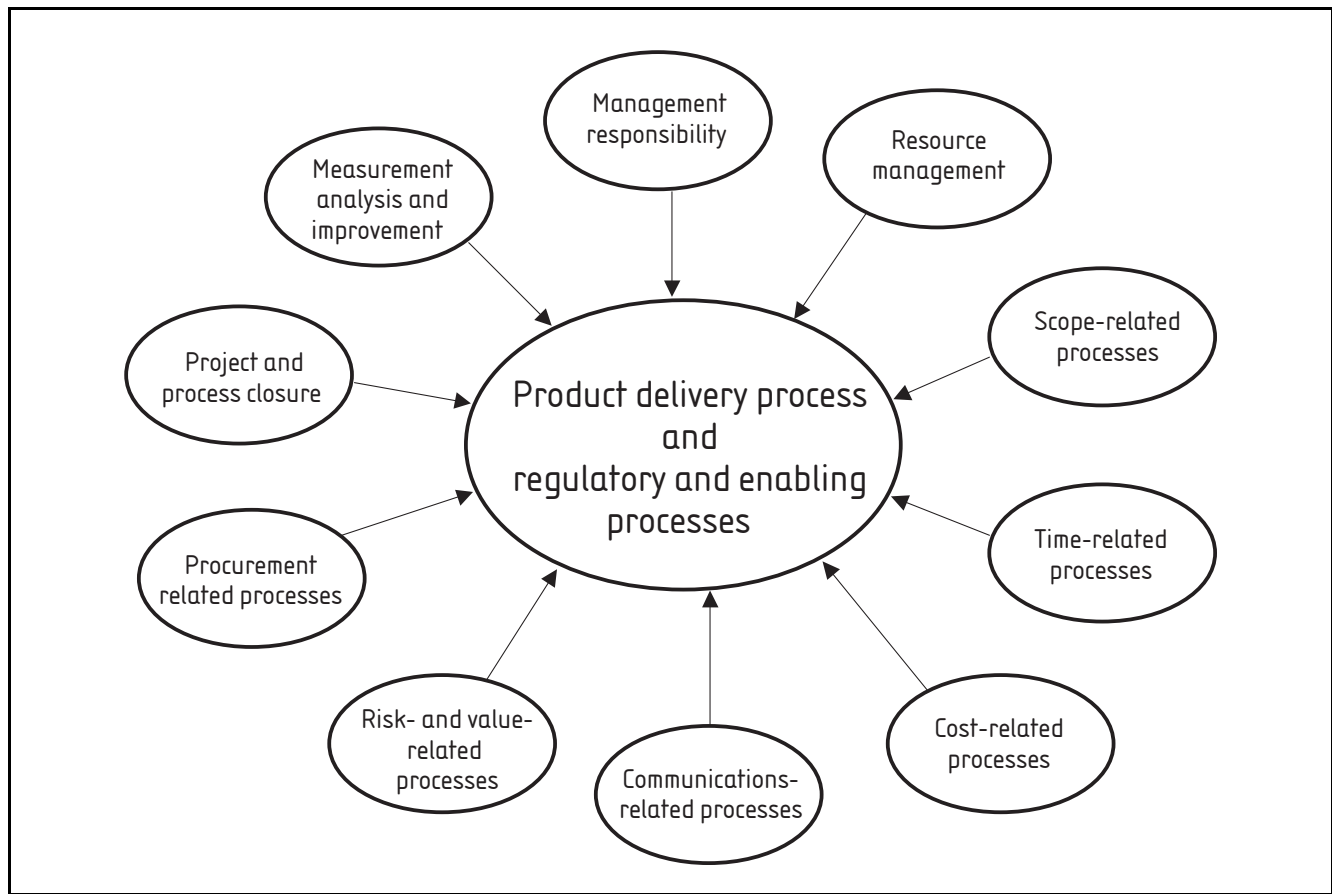 Management
responsibility
Resource
management
Measurement
analysis and
improvement
Scope-related
processes
Project and
process closure
Product delivery process
and
regulatory and enabling
processes
Time-related
processes
Procurement
related processes
Risk- and value-
related
processes
Cost-related
processes
Communications-
related processes